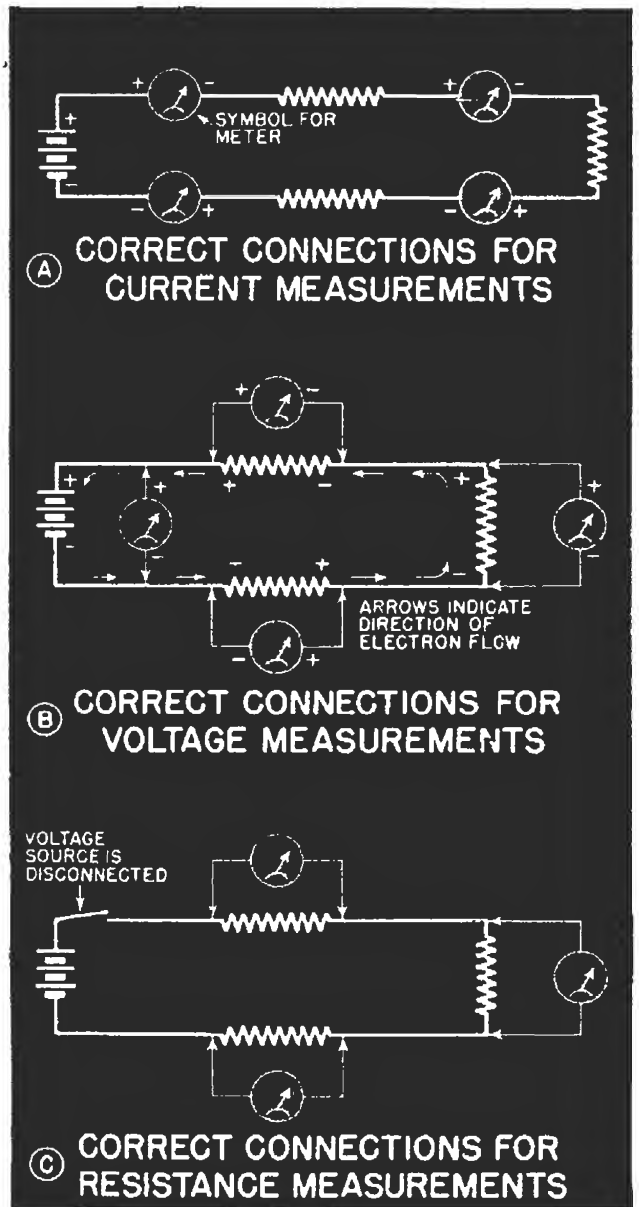 + - + -
SYMBOL FOR
METER
+
-
- + - +
A CORRECT CONNECTIONS FOR
CURRENT MEASUREMENTS
+ -
+ + - +
+ +
- -
- - + -
ARROWS INDICATE
DIRECTION OF
ELECTRON FLOW
- +
B CORRECT CONNECTIONS FOR
VOLTAGE MEASUREMENTS
VOLTAGE
SOURCE IS
DISCONNECTED
C CORRECT CONNECTIONS FOR
RESISTANCE MEASUREMENTS